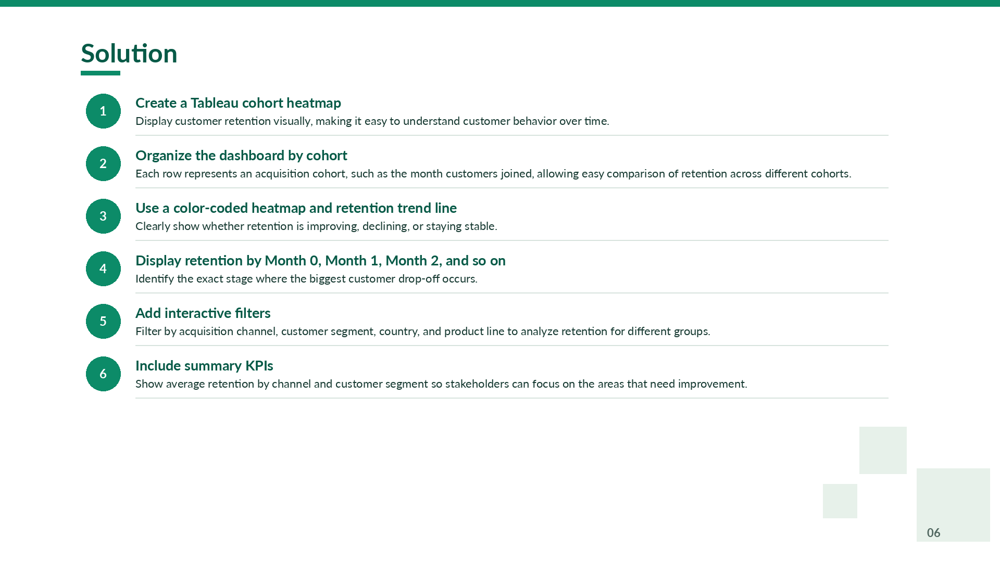 Solution
1
Create a Tableau cohort heatmap
Display customer retention visually, making it easy to understand customer behavior over time.
2
Organize the dashboard by cohort
Each row represents an acquisition cohort, such as the month customers joined, allowing easy comparison of retention across different cohorts.
3
Use a color-coded heatmap and retention trend line
Clearly show whether retention is improving, declining, or staying stable.
4
Display retention by Month 0, Month 1, Month 2, and so on
Identify the exact stage where the biggest customer drop-off occurs.
5
Add interactive filters
Filter by acquisition channel, customer segment, country, and product line to analyze retention for different groups.
6
Include summary KPIs
Show average retention by channel and customer segment so stakeholders can focus on the areas that need improvement.
06